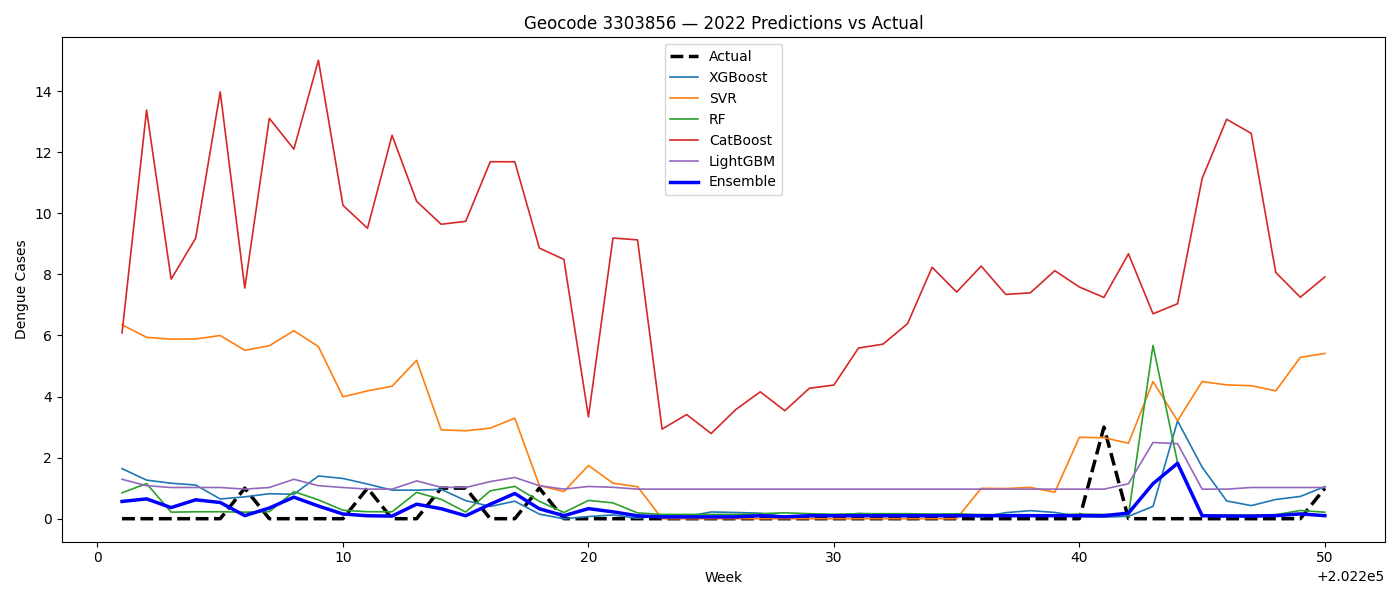 Geocode 3303856 — 2022 Predictions vs Actual
Actual
XGBoost
SVR
RF
CatBoost
LightGBM
Ensemble
Dengue Cases
14
12
10
8
6
4
2
0
0 10 20 30 40 50
Week
+2.022e5